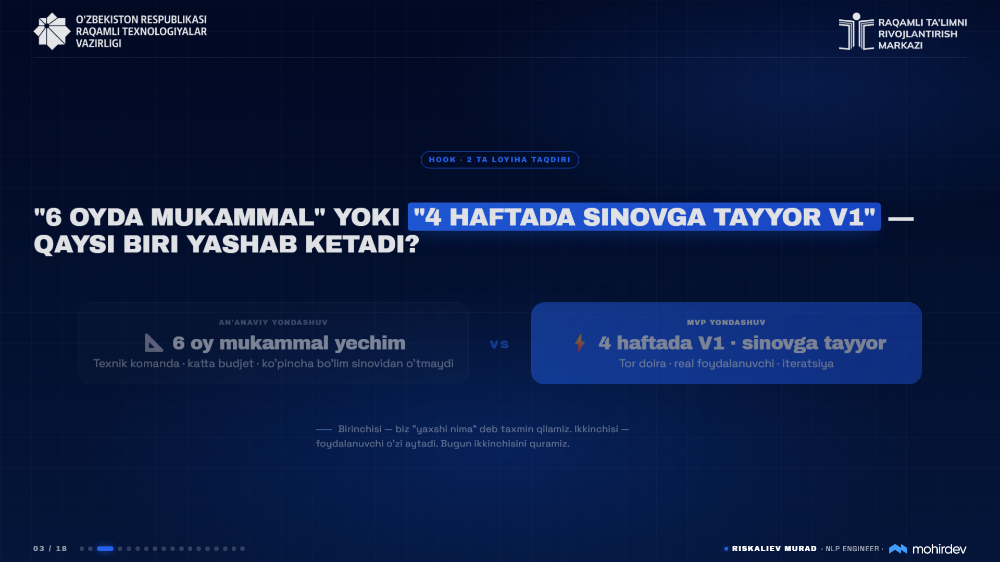 O'ZBEKISTON RESPUBLIKASI
RAQAMLI TEXNOLOGIYALAR
VAZIRLIGI
RAQAMLI TA'LIMNI
RIVOJLANTIRISH
MARKAZI
HOOK · 2 TA LOYIHA TAQDIRI
"6 OYDA MUKAMMAL" YOKI "4 HAFTADA SINOVGA TAYYOR V1" —
QAYSI BIRI YASHAB KETADI?
AN'ANAVIY YONDASHUV
6 oy mukammal yechim
Texnik komanda · katta budjet · ko'pincha bo'lim sinovidan o'tmaydi
VS
MVP YONDASHUV
4 haftada V1 · sinovga tayyor
Tor doira · real foydalanuvchi · iteratsiya
Birinchisi — biz "yaxshi nima" deb taxmin qilamiz. Ikkinchisi —
foydalanuvchi o'zi aytadi. Bugun ikkinchisini quramiz.
03 / 18
RISKALIEV MURAD · NLP ENGINEER ·
mohirdev